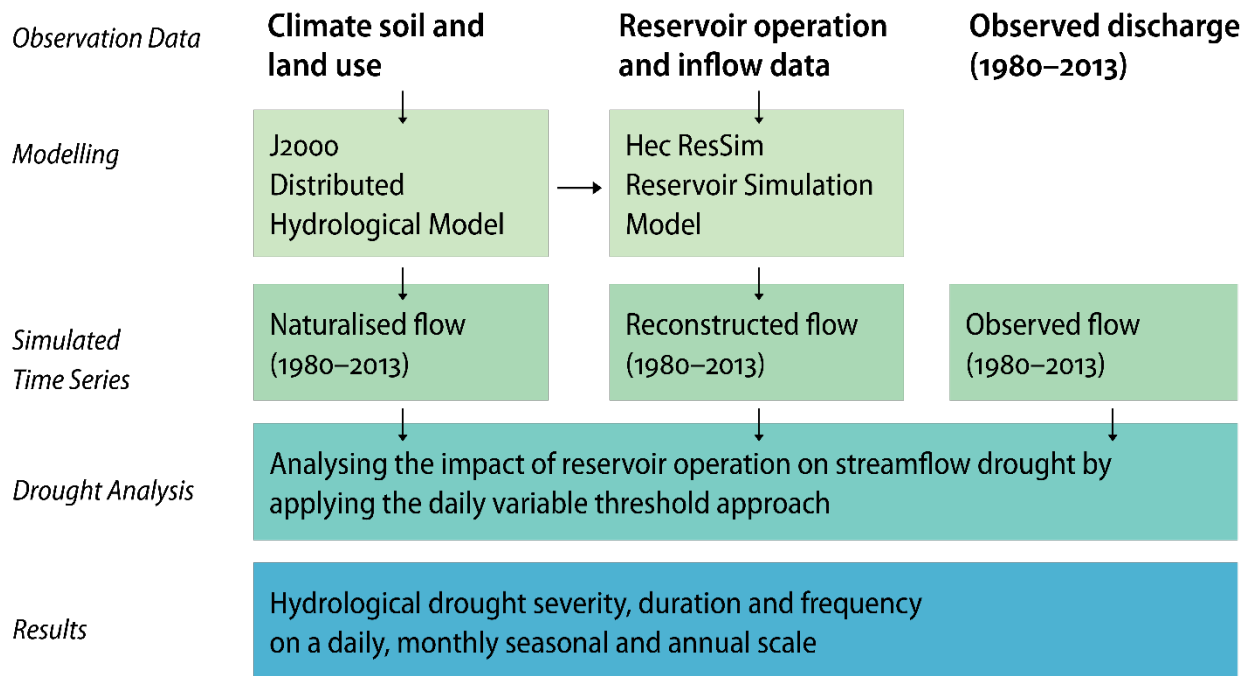 Observation Data
Climate soil and
land use
Reservoir operation
and inflow data
Observed discharge
(1980–2013)
Modelling
J2000
Distributed
Hydrological Model
Hec ResSim
Reservoir Simulation
Model
Simulated
Time Series
Naturalised flow
(1980–2013)
Reconstructed flow
(1980–2013)
Observed flow
(1980–2013)
Drought Analysis
Analysing the impact of reservoir operation on streamflow drought by
applying the daily variable threshold approach
Results
Hydrological drought severity, duration and frequency
on a daily, monthly seasonal and annual scale